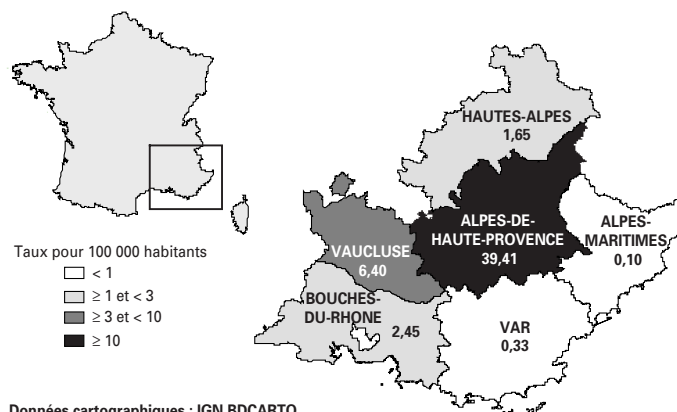 HAUTES-ALPES
1,65
ALPES-DE-
HAUTE-PROVENCE
39,41
ALPES-
MARITIMES
0,10
VAUCLUSE
6,40
BOUCHES-
DU-RHONE
2,45
VAR
0,33
Taux pour 100 000 habitants
< 1
≥ 1 et < 3
≥ 3 et < 10
≥ 10
Données cartographiques : IGN BDCARTO